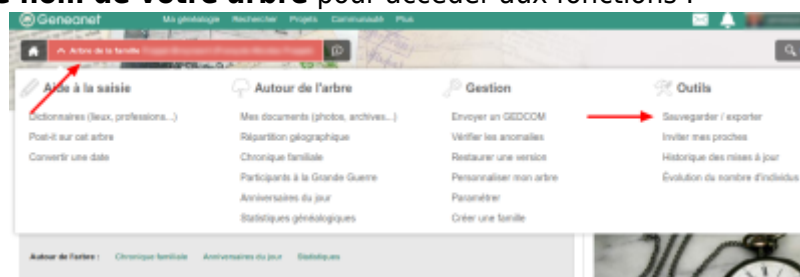 e nom de votre arbre pour accéder aux fonctions :
Geneanet Ma généalogie Rechercher Projets Communauté Plus
Arbre de la famille
Aide à la saisie
Dictionnaires (lieux, professions...)
Post-it sur cet arbre
Convertir une date
Autour de l'arbre
Mes documents (photos, archives...)
Répartition géographique
Chronique familiale
Participants à la Grande Guerre
Anniversaires du jour
Statistiques généalogiques
Gestion
Envoyer un GEDCOM
Vérifier les anomalies
Restaurer une version
Personnaliser mon arbre
Paramétrer
Créer une famille
Outils
Sauvegarder / exporter
Inviter mes proches
Historique des mises à jour
Évolution du nombre d'individus
Autour de l'arbre : Chronique familiale Anniversaires du jour Statistiques